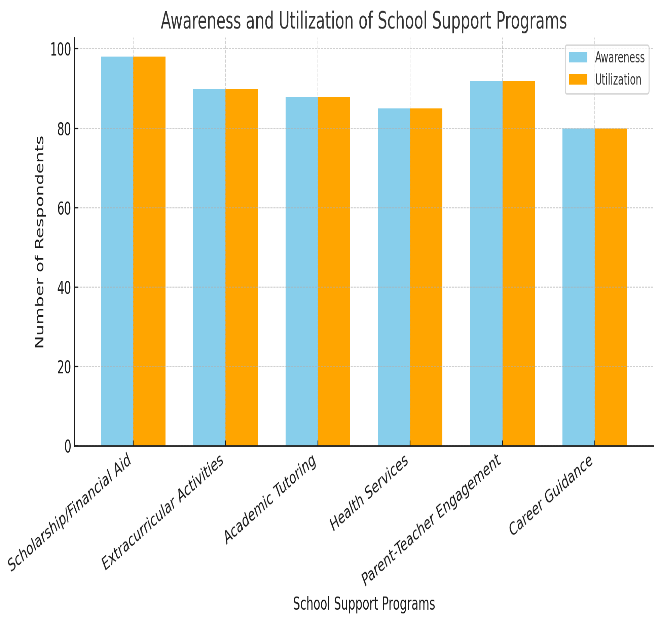 Awareness and Utilization of School Support Programs
Awareness
Utilization
Number of Respondents
100
80
60
40
20
0
Scholarship/Financial Aid
Extracurricular Activities
Academic Tutoring
Health Services
Parent-Teacher Engagement
Career Guidance
School Support Programs